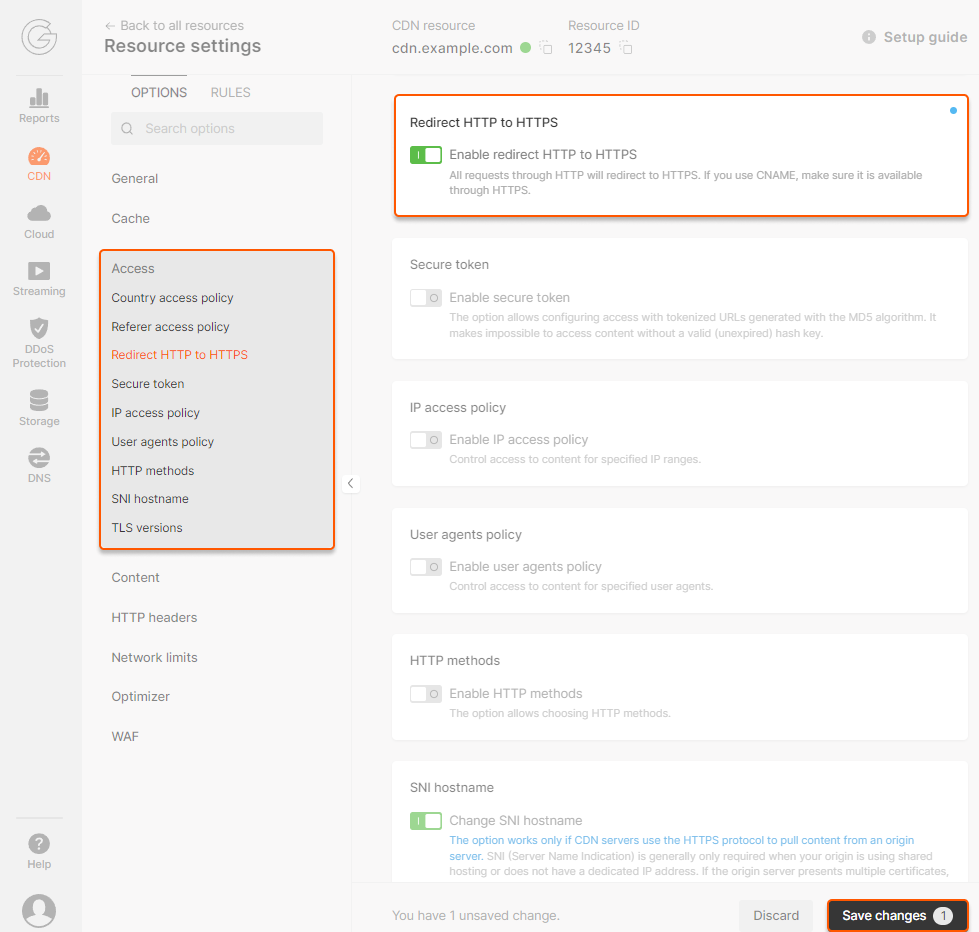 ← Back to all resources
Resource settings
CDN resource
cdn.example.com
Resource ID
12345
Setup guide
Reports
CDN
Cloud
Streaming
DDoS
Protection
Storage
DNS
Help
OPTIONS
RULES
Search options
General
Cache
Access
Country access policy
Referer access policy
Redirect HTTP to HTTPS
Secure token
IP access policy
User agents policy
HTTP methods
SNI hostname
TLS versions
Content
HTTP headers
Network limits
Optimizer
WAF
Redirect HTTP to HTTPS
Enable redirect HTTP to HTTPS
All requests through HTTP will redirect to HTTPS. If you use CNAME, make sure it is available
through HTTPS.
Secure token
Enable secure token
The option allows configuring access with tokenized URLs generated with the MD5 algorithm. It
makes impossible to access content without a valid (unexpired) hash key.
IP access policy
Enable IP access policy
Control access to content for specified IP ranges.
User agents policy
Enable user agents policy
Control access to content for specified user agents.
HTTP methods
Enable HTTP methods
The option allows choosing HTTP methods.
SNI hostname
Change SNI hostname
The option works only if CDN servers use the HTTPS protocol to pull content from an origin
server. SNI (Server Name Indication) is generally only required when your origin is using shared
hosting or does not have a dedicated IP address. If the origin server presents multiple certificates,
You have 1 unsaved change.
Discard
Save changes 1